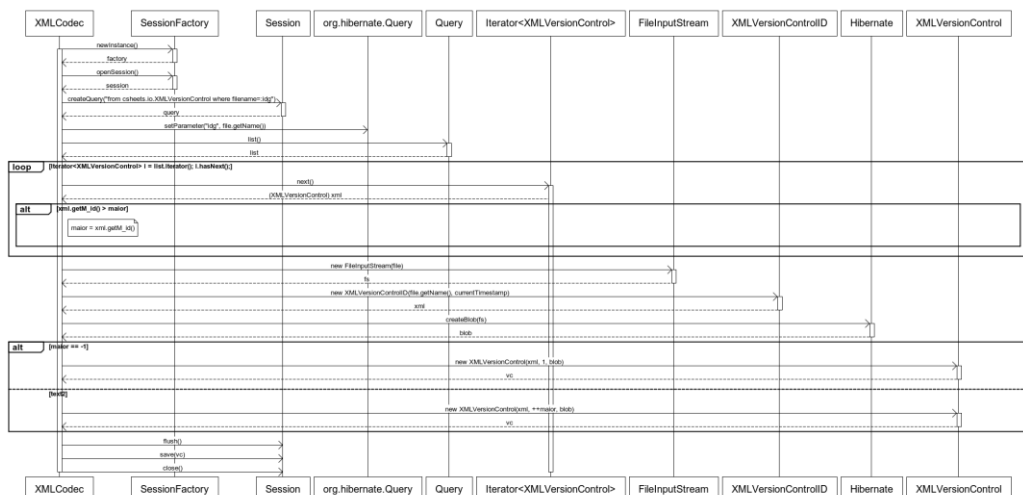 XMLCodec SessionFactory Session org.hibernate.Query Query Iterator<XMLVersionControl> FileInputStream XMLVersionControlID Hibernate XMLVersionControl
newInstance()
factory
openSession()
session
createQuery("from csheets.io.XMLVersionControl where filename=:idg")
query
setParameter("idg", file.getName())
list()
list
loop [Iterator<XMLVersionControl> i = list.iterator(); i.hasNext();]
next()
(XMLVersionControl) xml
alt [xml.getM_id() > maior]
maior = xml.getM_id()
new FileInputStream(file)
fs
new XMLVersionControlID(file.getName(), currentTimestamp)
xml
createBlob(fs)
blob
alt [maior == -1]
new XMLVersionControl(xml, 1, blob)
vc
[text2]
new XMLVersionControl(xml, ++maior, blob)
vc
flush()
save(vc)
close()
XMLCodec SessionFactory Session org.hibernate.Query Query Iterator<XMLVersionControl> FileInputStream XMLVersionControlID Hibernate XMLVersionControl